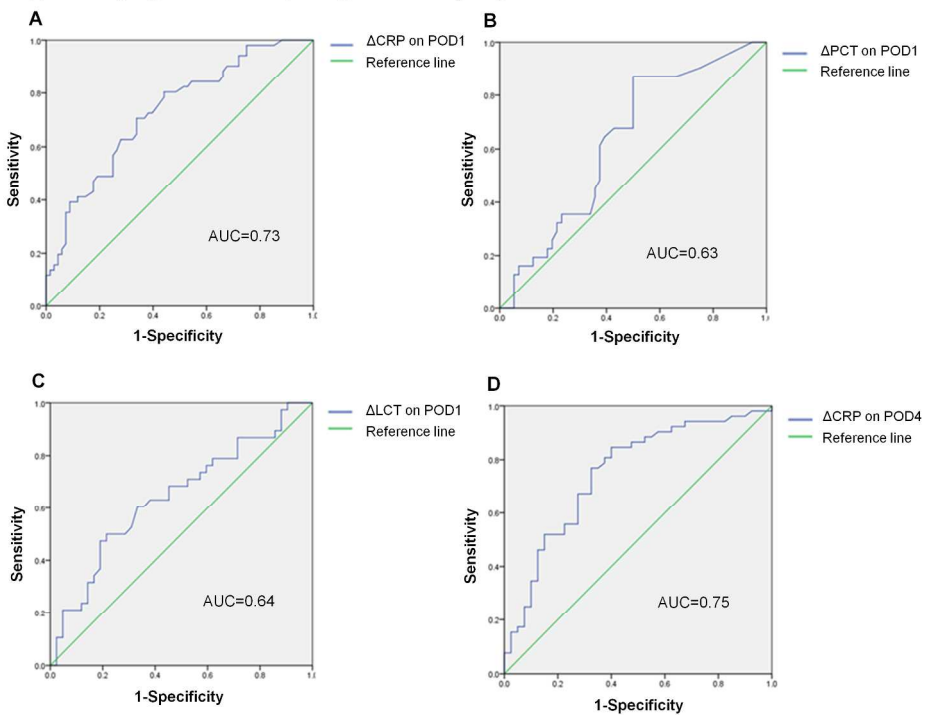 A
ΔCRP on POD1
Reference line
Sensitivity
1.0
0.8
0.6
0.4
0.2
0.0
AUC=0.73
0.0 0.2 0.4 0.6 0.8 1.0
1-Specificity
B
ΔPCT on POD1
Reference line
Sensitivity
1.0
0.8
0.6
0.4
0.2
0.0
AUC=0.63
0.0 0.2 0.4 0.6 0.8 1.0
1-Specificity
C
ΔLCT on POD1
Reference line
Sensitivity
1.0
0.8
0.6
0.4
0.2
0.0
AUC=0.64
0.0 0.2 0.4 0.6 0.8 1.0
1-Specificity
D
ΔCRP on POD4
Reference line
Sensitivity
1.0
0.8
0.6
0.4
0.2
0.0
AUC=0.75
0.0 0.2 0.4 0.6 0.8 1.0
1-Specificity